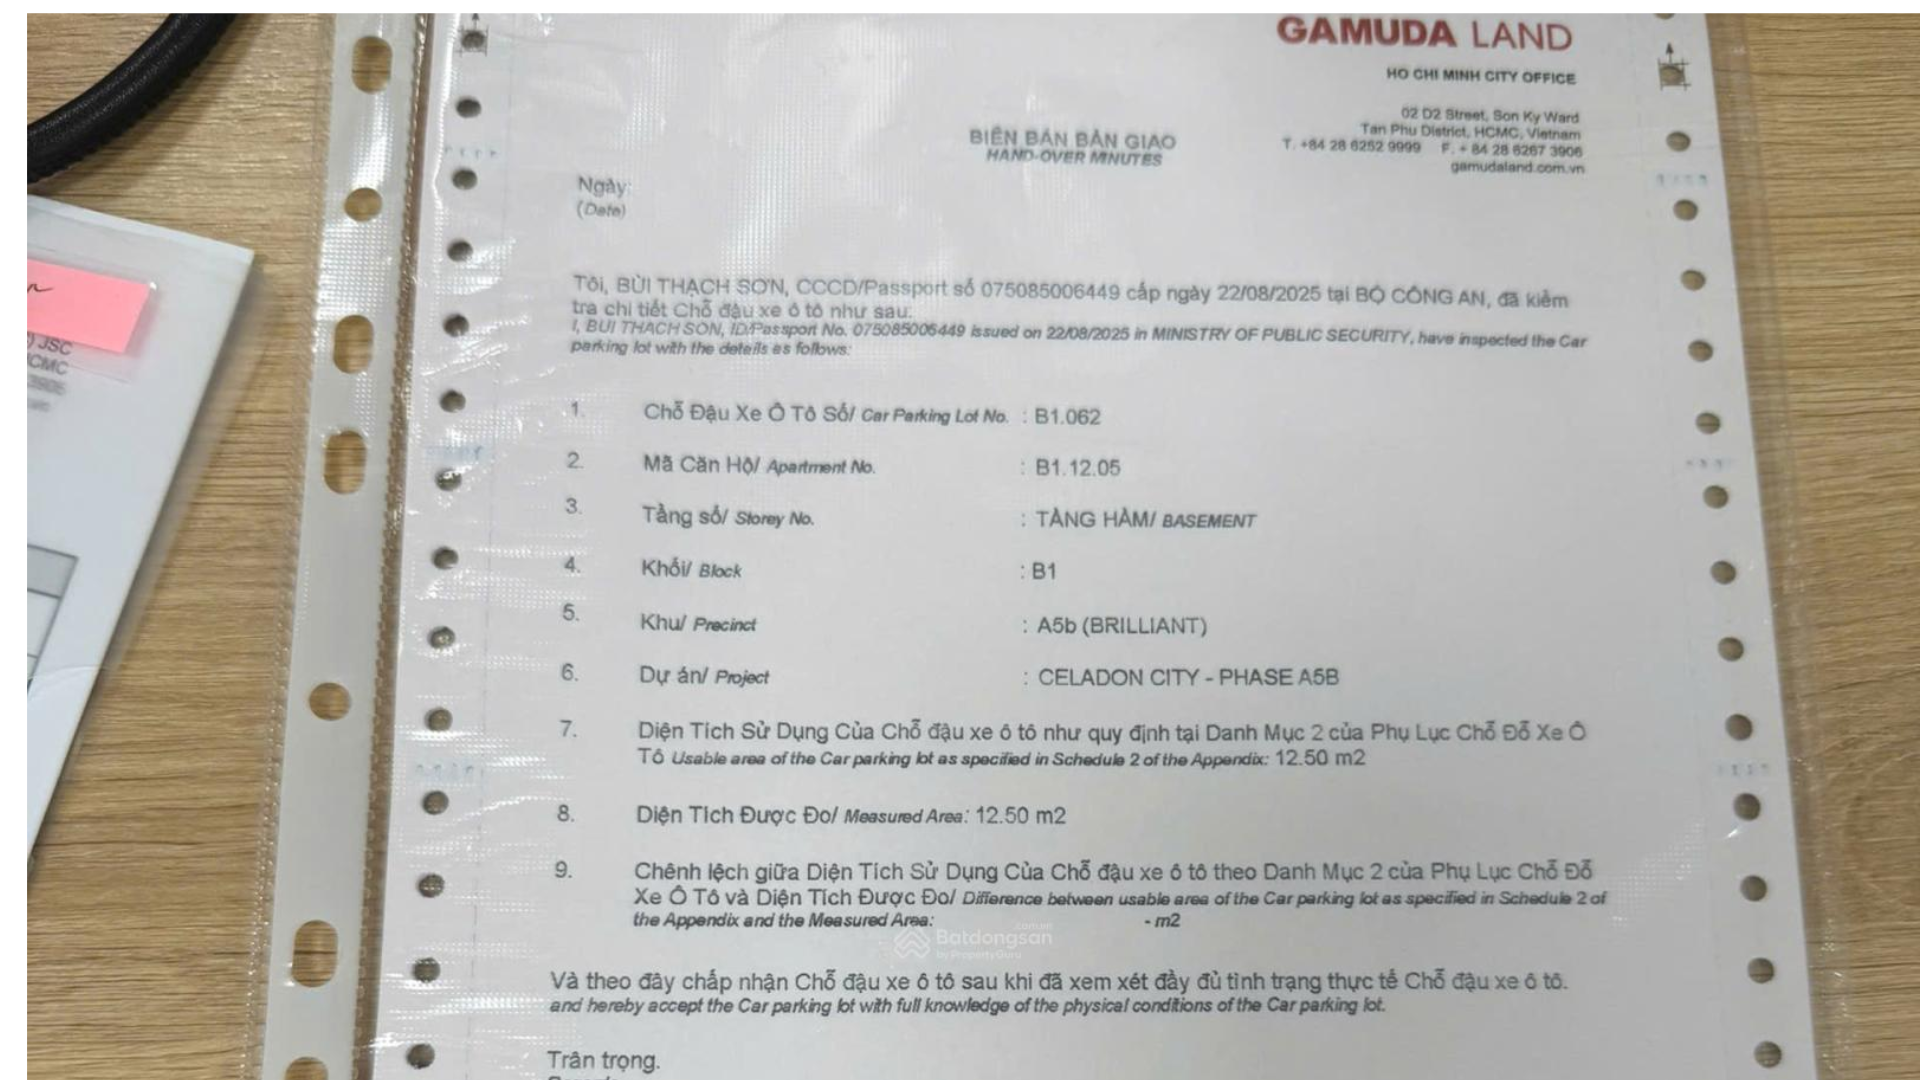 GAMUDA LAND
HO CHI MINH CITY OFFICE
02 D2 Street, Son Ky Ward
Tan Phu District, HCMC, Vietnam
T. +84 28 6252 9999 F. + 84 28 6267 3906
gamudaland.com.vn
BIÊN BẢN BÀN GIAO
HAND-OVER MINUTES
Ngày:
(Date)
Tôi, BÙI THẠCH SƠN, CCCD/Passport số 075085006449 cấp ngày 22/08/2025 tại BỘ CÔNG AN, đã kiểm
tra chi tiết Chỗ đậu xe ô tô như sau:
I, BUI THACH SON, ID/Passport No. 075085006449 issued on 22/08/2025 in MINISTRY OF PUBLIC SECURITY, have inspected the Car
parking lot with the details as follows:
1. Chỗ Đậu Xe Ô Tô Số/ Car Parking Lot No. : B1.062
2. Mã Căn Hộ/ Apartment No. : B1.12.05
3. Tầng số/ Storey No. : TẦNG HẦM/ BASEMENT
4. Khối/ Block : B1
5. Khu/ Precinct : A5b (BRILLIANT)
6. Dự án/ Project : CELADON CITY - PHASE A5B
7. Diện Tích Sử Dụng Của Chỗ đậu xe ô tô như quy định tại Danh Mục 2 của Phụ Lục Chỗ Đỗ Xe Ô
Tô Usable area of the Car parking lot as specified in Schedule 2 of the Appendix: 12.50 m2
8. Diện Tích Được Đo/ Measured Area: 12.50 m2
9. Chênh lệch giữa Diện Tích Sử Dụng Của Chỗ đậu xe ô tô theo Danh Mục 2 của Phụ Lục Chỗ Đỗ
Xe Ô Tô và Diện Tích Được Đo/ Difference between usable area of the Car parking lot as specified in Schedule 2 of
the Appendix and the Measured Area: - m2
Batdongsan
.com.vn
by PropertyGuru
Và theo đây chấp nhận Chỗ đậu xe ô tô sau khi đã xem xét đầy đủ tình trạng thực tế Chỗ đậu xe ô tô.
and hereby accept the Car parking lot with full knowledge of the physical conditions of the Car parking lot.
Trân trọng.
JSC
HCMC